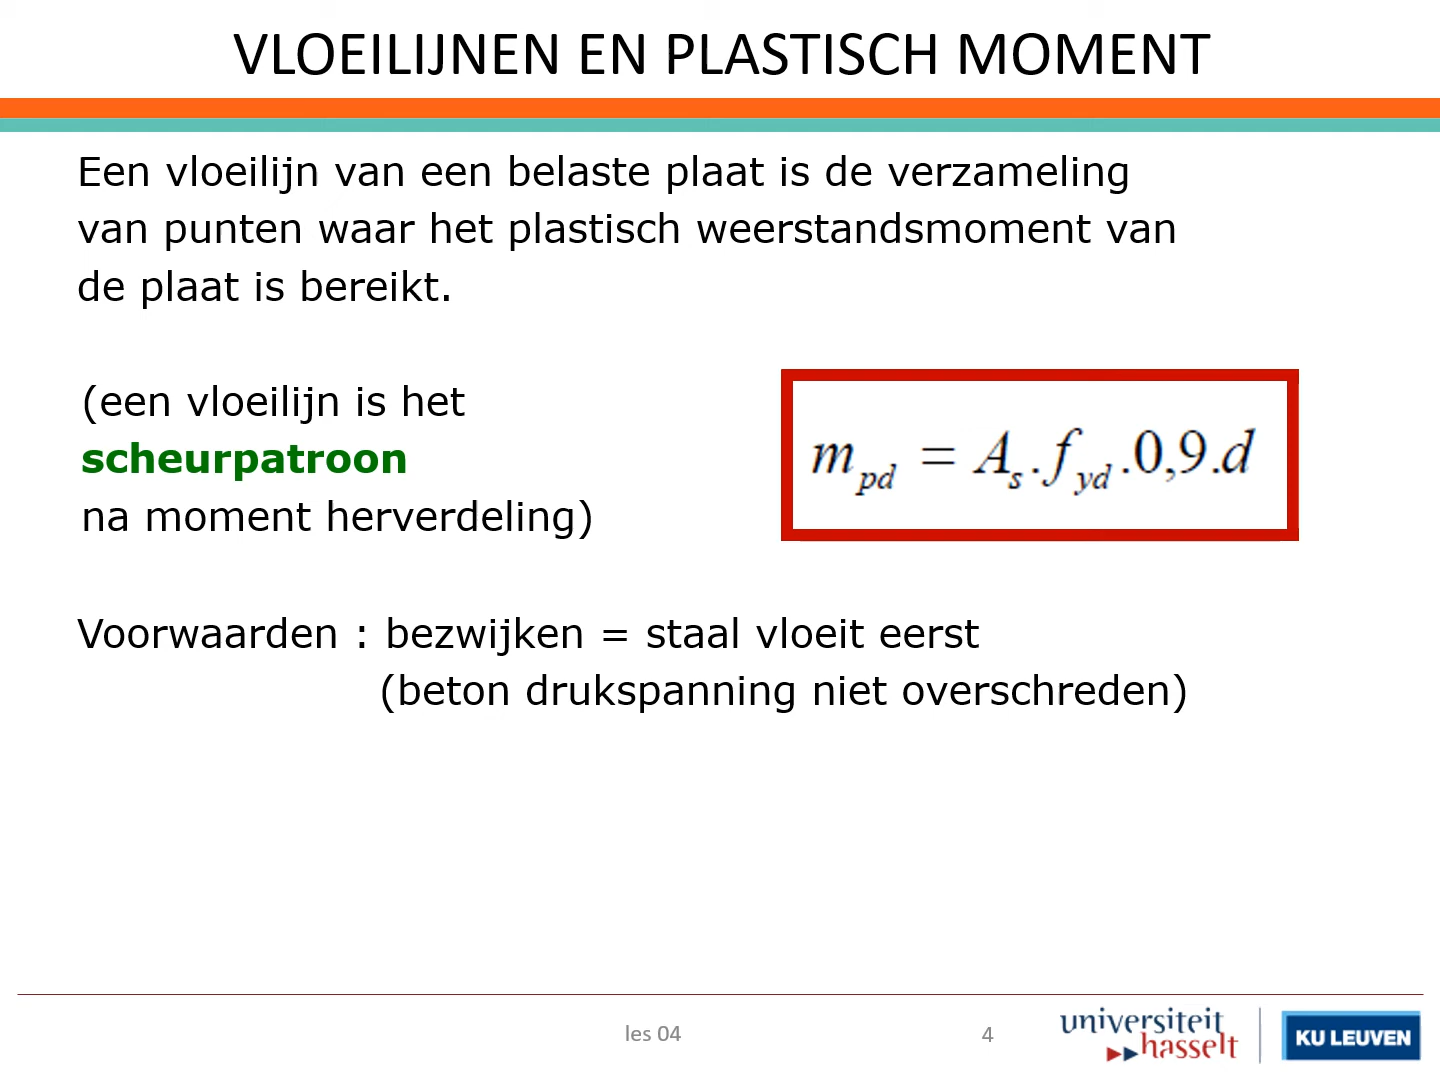 VLOEILIJNEN EN PLASTISCH MOMENT
Een vloeilijn van een belaste plaat is de verzameling
van punten waar het plastisch weerstandsmoment van
de plaat is bereikt.
(een vloeilijn is het
scheurpatroon
na moment herverdeling)
m_pd = A_s.f_yd.0,9.d
Voorwaarden : bezwijken = staal vloeit eerst
(beton drukspanning niet overschreden)
les 04
4
universiteit
hasselt
KU LEUVEN